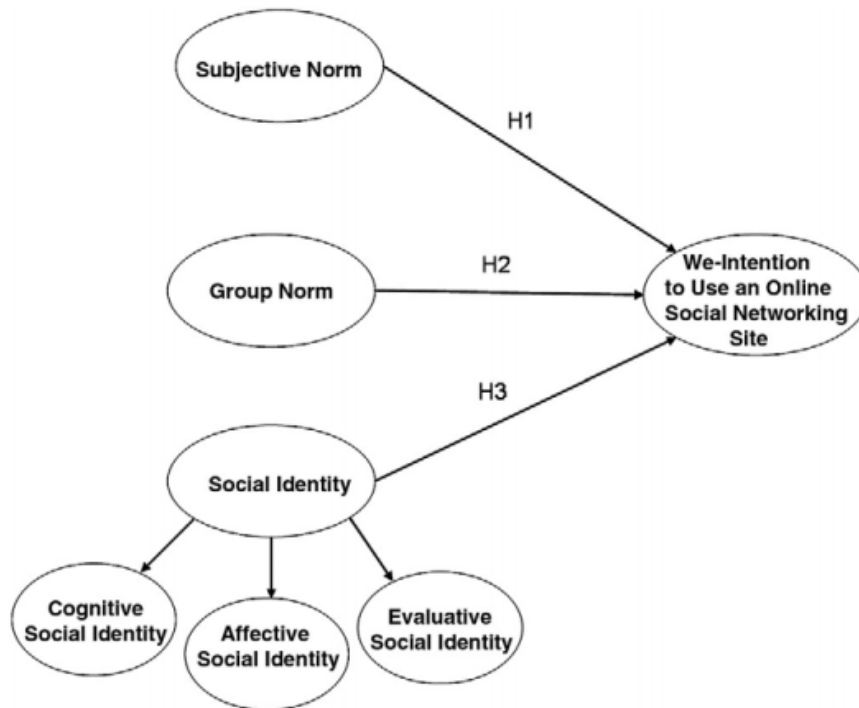 Subjective Norm
H1
Group Norm
H2
We-Intention
to Use an Online
Social Networking
Site
H3
Social Identity
Cognitive
Social Identity
Affective
Social Identity
Evaluative
Social Identity